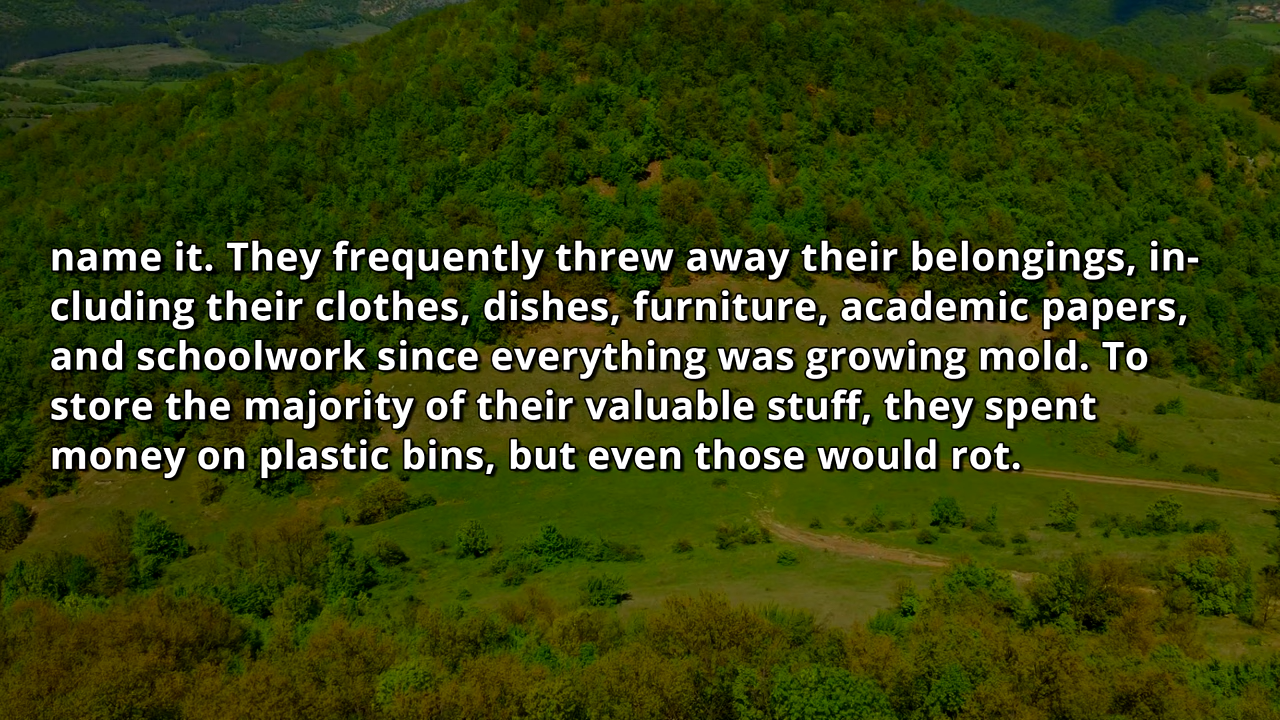 name it. They frequently threw away their belongings, in-
cluding their clothes, dishes, furniture, academic papers,
and schoolwork since everything was growing mold. To
store the majority of their valuable stuff, they spent
money on plastic bins, but even those would rot.